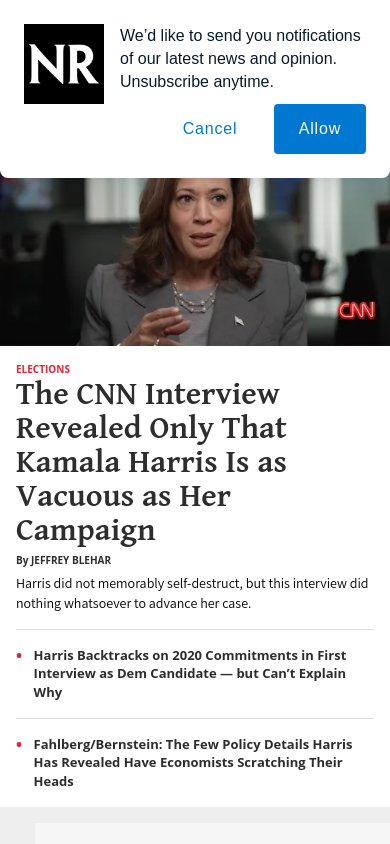 NR
We’d like to send you notifications
of our latest news and opinion.
Unsubscribe anytime.
Cancel
Allow
CNN
ELECTIONS
The CNN Interview
Revealed Only That
Kamala Harris Is as
Vacuous as Her
Campaign
By JEFFREY BLEHAR
Harris did not memorably self-destruct, but this interview did
nothing whatsoever to advance her case.
• Harris Backtracks on 2020 Commitments in First
Interview as Dem Candidate — but Can’t Explain
Why
• Fahlberg/Bernstein: The Few Policy Details Harris
Has Revealed Have Economists Scratching Their
Heads